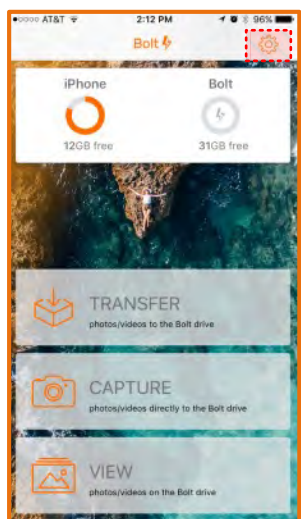 AT&T 2:12 PM 96%
Bolt
iPhone Bolt
12GB free 31GB free
TRANSFER
photos/videos to the Bolt drive
CAPTURE
photos/videos directly to the Bolt drive
VIEW
photos/videos on the Bolt drive